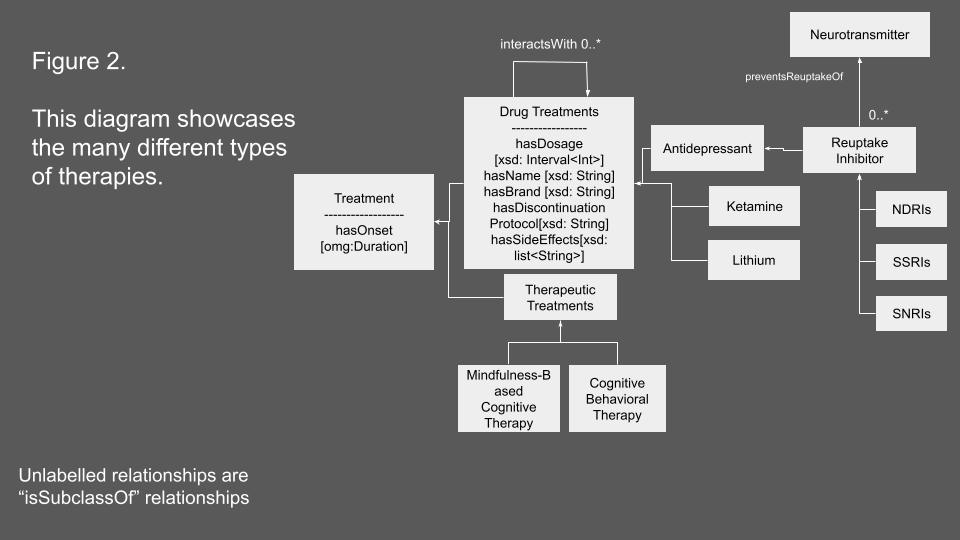 Figure 2.
This diagram showcases
the many different types
of therapies.
interactsWith 0..*
Neurotransmitter
preventsReuptakeOf
0..*
Drug Treatments
-----------------
hasDosage
[xsd: Interval<Int>]
hasName [xsd: String]
hasBrand [xsd: String]
hasDiscontinuation
Protocol[xsd: String]
hasSideEffects[xsd:
list<String>]
Antidepressant
Reuptake
Inhibitor
Treatment
------------------
hasOnset
[omg:Duration]
Ketamine
Lithium
NDRIs
SSRIs
SNRIs
Therapeutic
Treatments
Mindfulness-B
ased
Cognitive
Therapy
Cognitive
Behavioral
Therapy
Unlabelled relationships are
“isSubclassOf” relationships